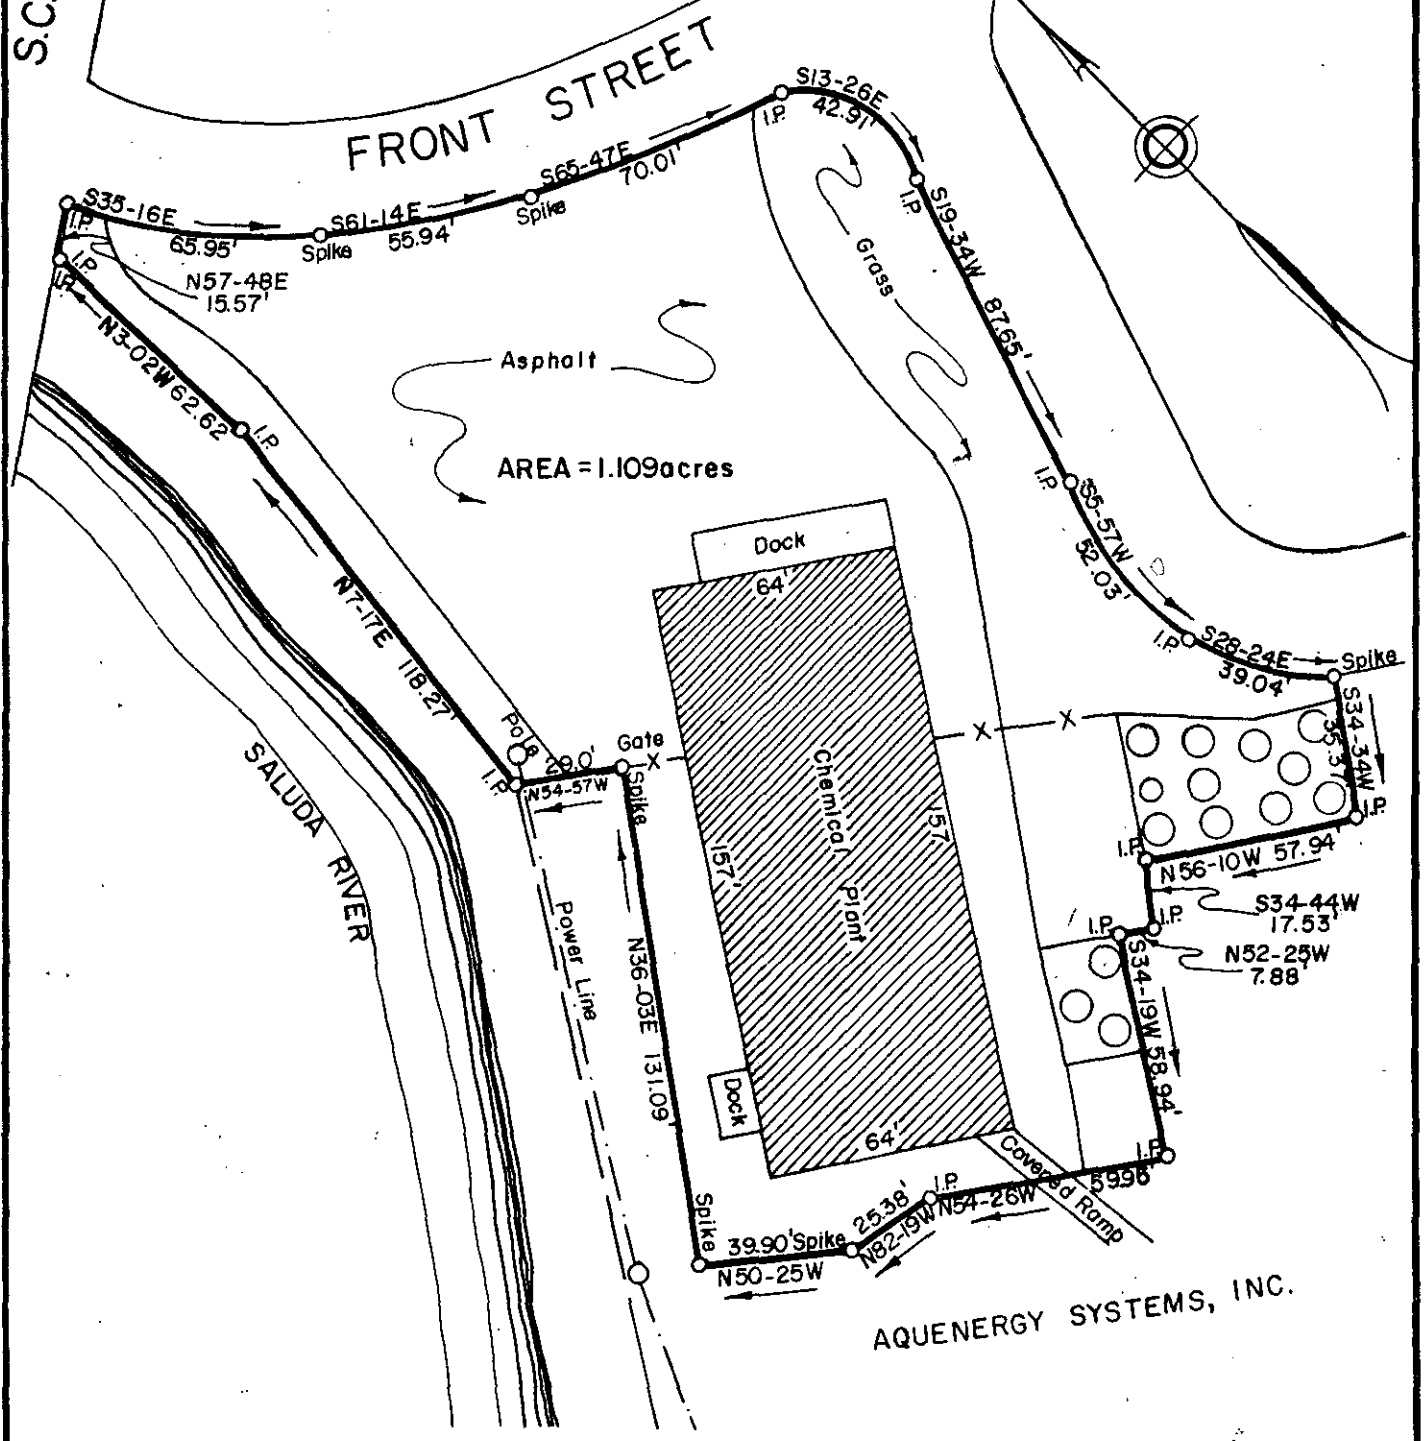 S.C.
FRONT STREET
S13-26E
42.91'
I.P.
S65-47E
70.01'
Spike
S61-14E
55.94'
Spike
S35-16E
65.95'
I.P.
I.P.
I.P.
N57-48E
15.57'
N3-02W 62.62
I.P.
I.P.
S19-34W 87.65'
Grass
Asphalt
AREA = 1.109 acres
I.P.
S5-57W
52.03'
Dock
64'
N7-17E 118.27'
I.P.
S28-24E
39.04'
Spike
S34-34W
35.37'
Pole
29.0'
Gate
X
X
X
I.P.
N54-57W
Spike
Chemical Plant
157'
157'
SALUDA RIVER
I.P.
I.P.
N56-10W 57.94'
S34-44W
17.53'
I.P.
I.P.
N52-25W
7.88'
Power Line
N36-03E 131.09'
S34-19W 58.94'
Dock
64'
Covered Ramp
I.P.
59.96'
I.P.
N54-26W
25.38'
N82-19W
Spike
39.90' Spike
N50-25W
AQUENERGY SYSTEMS, INC.